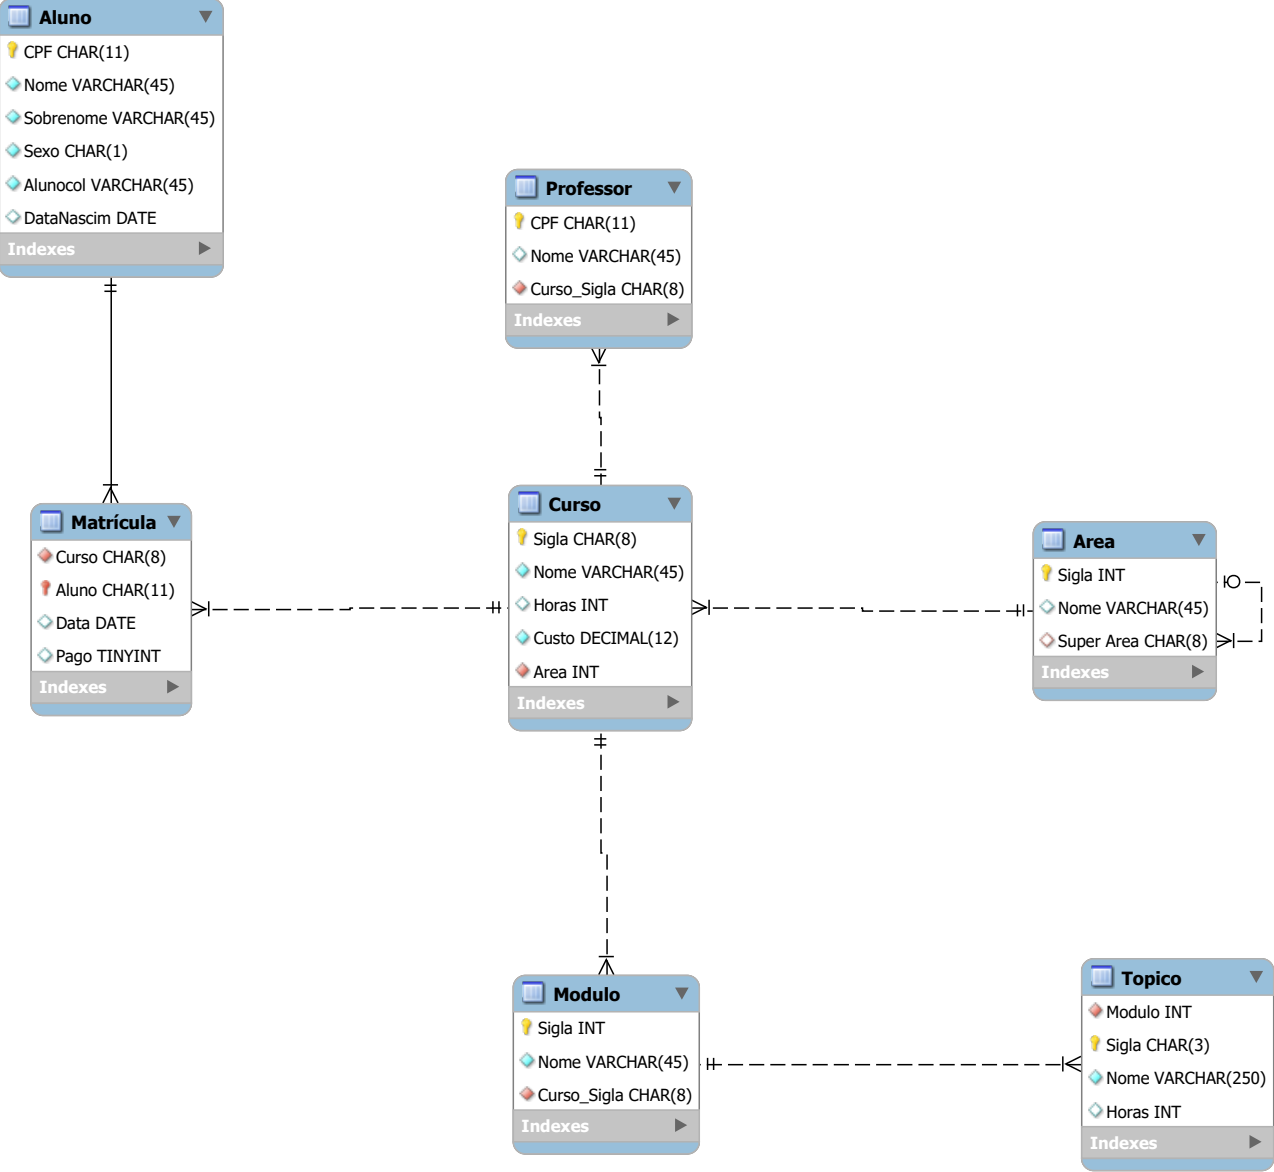 Aluno
CPF CHAR(11)
Nome VARCHAR(45)
Sobrenome VARCHAR(45)
Sexo CHAR(1)
Alunocol VARCHAR(45)
DataNascim DATE
Indexes
Professor
CPF CHAR(11)
Nome VARCHAR(45)
Curso_Sigla CHAR(8)
Indexes
Matrícula
Curso CHAR(8)
Aluno CHAR(11)
Data DATE
Pago TINYINT
Indexes
Curso
Sigla CHAR(8)
Nome VARCHAR(45)
Horas INT
Custo DECIMAL(12)
Area INT
Indexes
Area
Sigla INT
Nome VARCHAR(45)
Super Area CHAR(8)
Indexes
Modulo
Sigla INT
Nome VARCHAR(45)
Curso_Sigla CHAR(8)
Indexes
Topico
Modulo INT
Sigla CHAR(3)
Nome VARCHAR(250)
Horas INT
Indexes